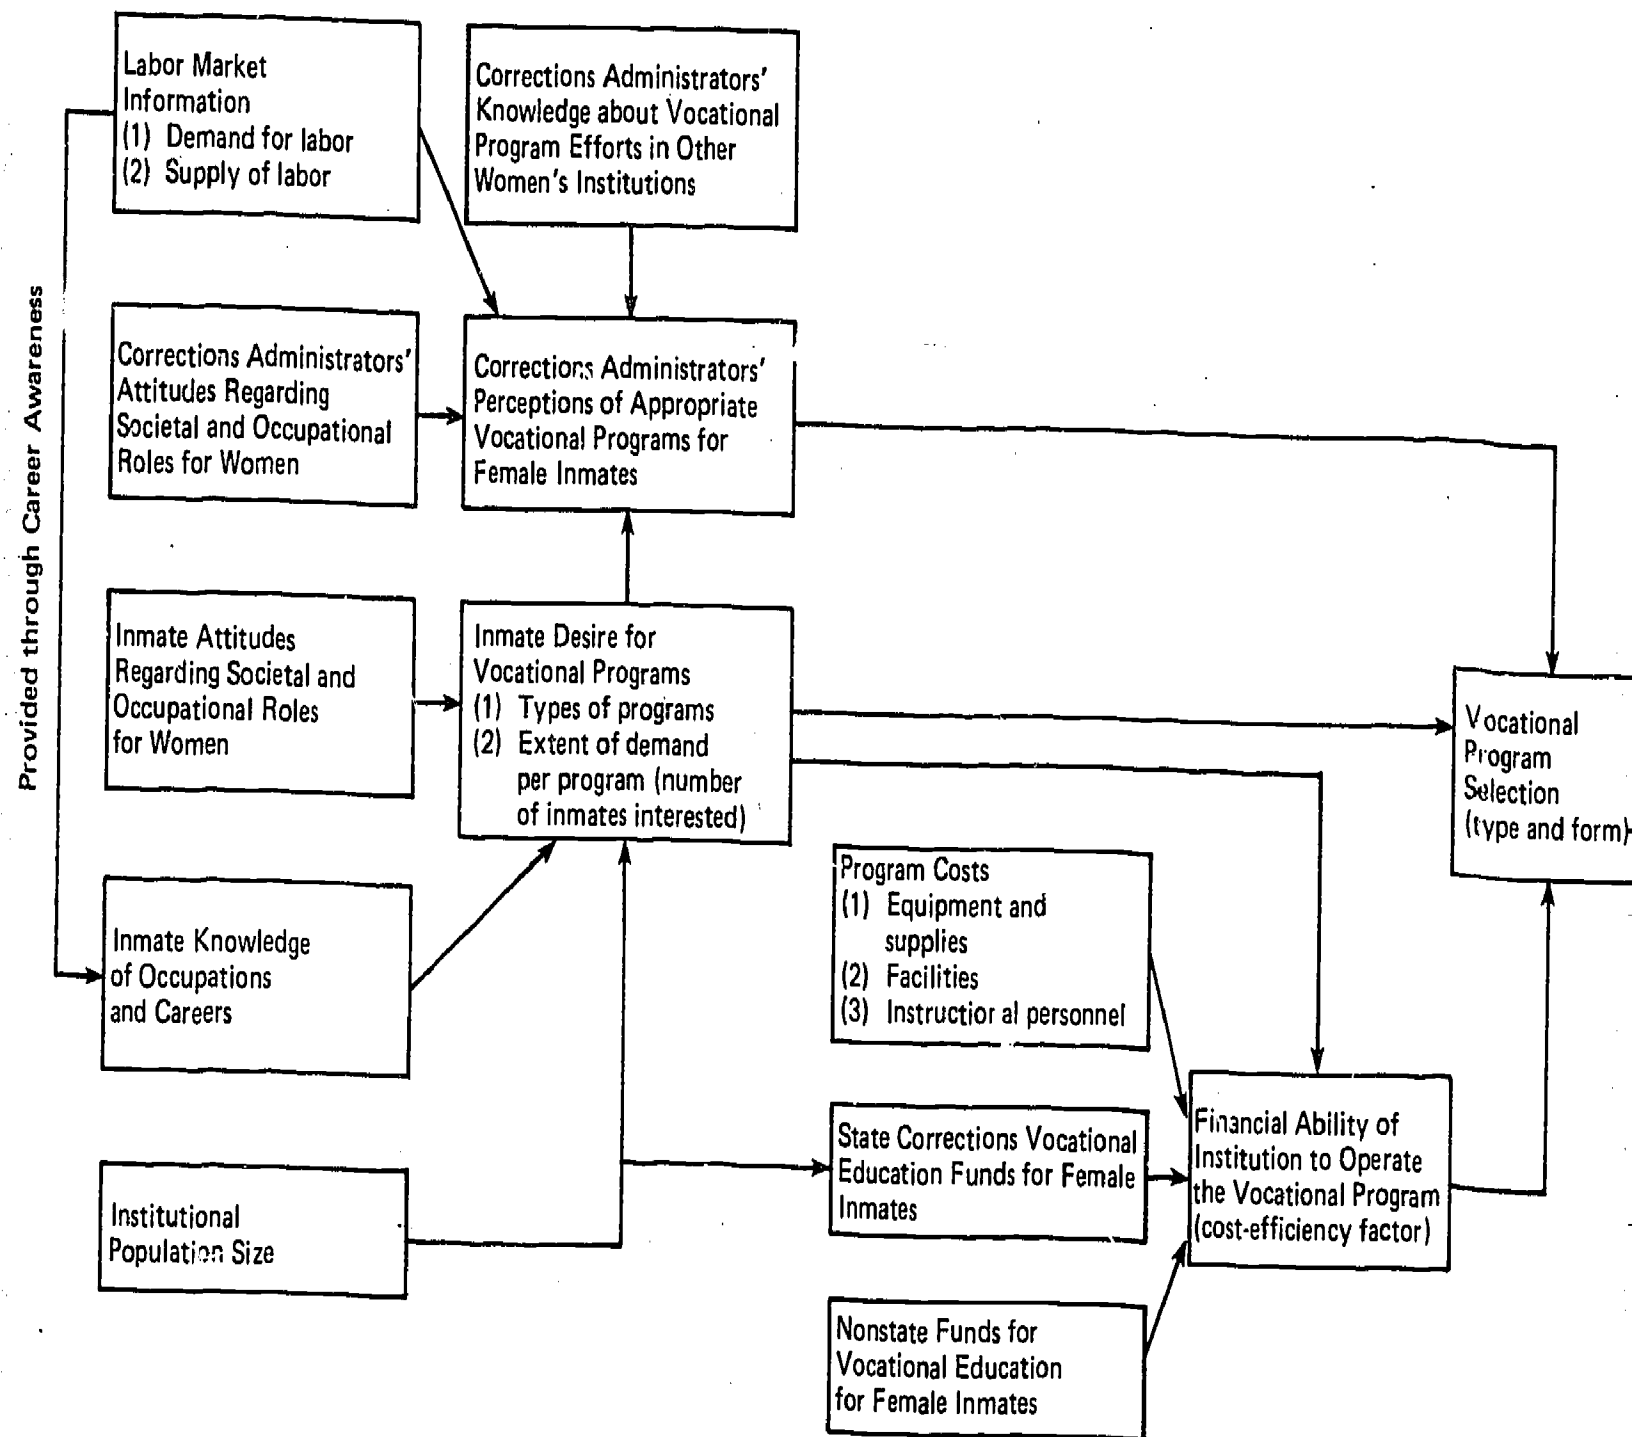 Labor Market
Information
(1) Demand for labor
(2) Supply of labor
Corrections Administrators'
Knowledge about Vocational
Program Efforts in Other
Women's Institutions
Provided through Career Awareness
Corrections Administrators'
Attitudes Regarding
Societal and Occupational
Roles for Women
Corrections Administrators'
Perceptions of Appropriate
Vocational Programs for
Female Inmates
Inmate Attitudes
Regarding Societal and
Occupational Roles
for Women
Inmate Desire for
Vocational Programs
(1) Types of programs
(2) Extent of demand
per program (number
of inmates interested)
Vocational
Program
Selection
(type and form)
Inmate Knowledge
of Occupations
and Careers
Program Costs
(1) Equipment and
supplies
(2) Facilities
(3) Instructional personnel
State Corrections Vocational
Education Funds for Female
Inmates
Financial Ability of
Institution to Operate
the Vocational Program
(cost-efficiency factor)
Institutional
Population Size
Nonstate Funds for
Vocational Education
for Female Inmates